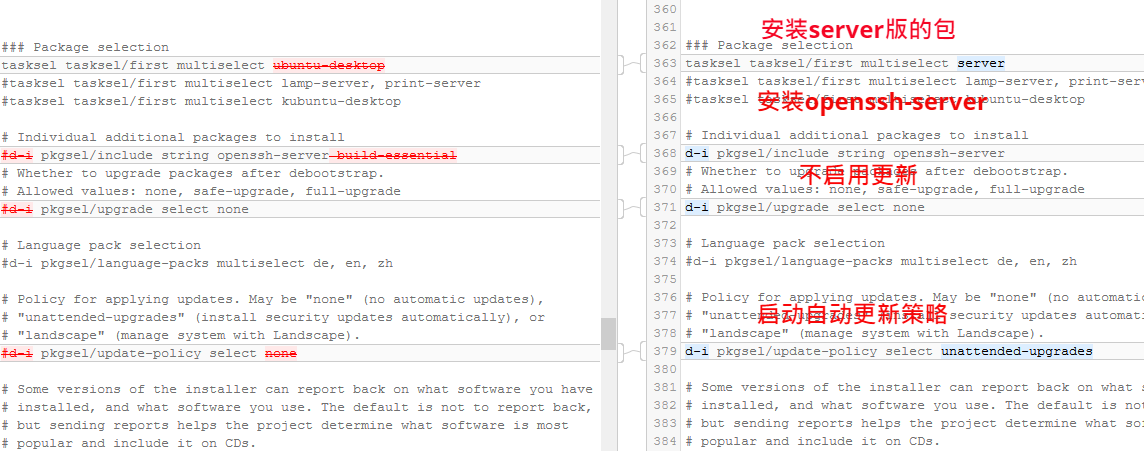 ### Package selection
tasksel tasksel/first multiselect ubuntu-desktop
#tasksel tasksel/first multiselect lamp-server, print-server
#tasksel tasksel/first multiselect kubuntu-desktop
# Individual additional packages to install
#d-i pkgsel/include string openssh-server build-essential
# Whether to upgrade packages after debootstrap.
# Allowed values: none, safe-upgrade, full-upgrade
#d-i pkgsel/upgrade select none
# Language pack selection
#d-i pkgsel/language-packs multiselect de, en, zh
# Policy for applying updates. May be "none" (no automatic updates),
# "unattended-upgrades" (install security updates automatically), or
# "landscape" (manage system with Landscape).
#d-i pkgsel/update-policy select none
# Some versions of the installer can report back on what software you have
# installed, and what software you use. The default is not to report back,
# but sending reports helps the project determine what software is most
# popular and include it on CDs.
360
361
安装server版的包
362 ### Package selection
363 tasksel tasksel/first multiselect server
364 #tasksel tasksel/first multiselect lamp-server, print-serv
365 #tasksel tasksel/first multiselect kubuntu-desktop
安装openssh-server
366
367 # Individual additional packages to install
368 d-i pkgsel/include string openssh-server
369 # Whether to upgrade packages after debootstrap.
不启用更新
370 # Allowed values: none, safe-upgrade, full-upgrade
371 d-i pkgsel/upgrade select none
372
373 # Language pack selection
374 #d-i pkgsel/language-packs multiselect de, en, zh
375
376 # Policy for applying updates. May be "none" (no automatic
377 # "unattended-upgrades" (install security updates automat
启动自动更新策略
378 # "landscape" (manage system with Landscape).
379 d-i pkgsel/update-policy select unattended-upgrades
380
381 # Some versions of the installer can report back on what s
382 # installed, and what software you use. The default is not
383 # but sending reports helps the project determine what so
384 # popular and include it on CDs.